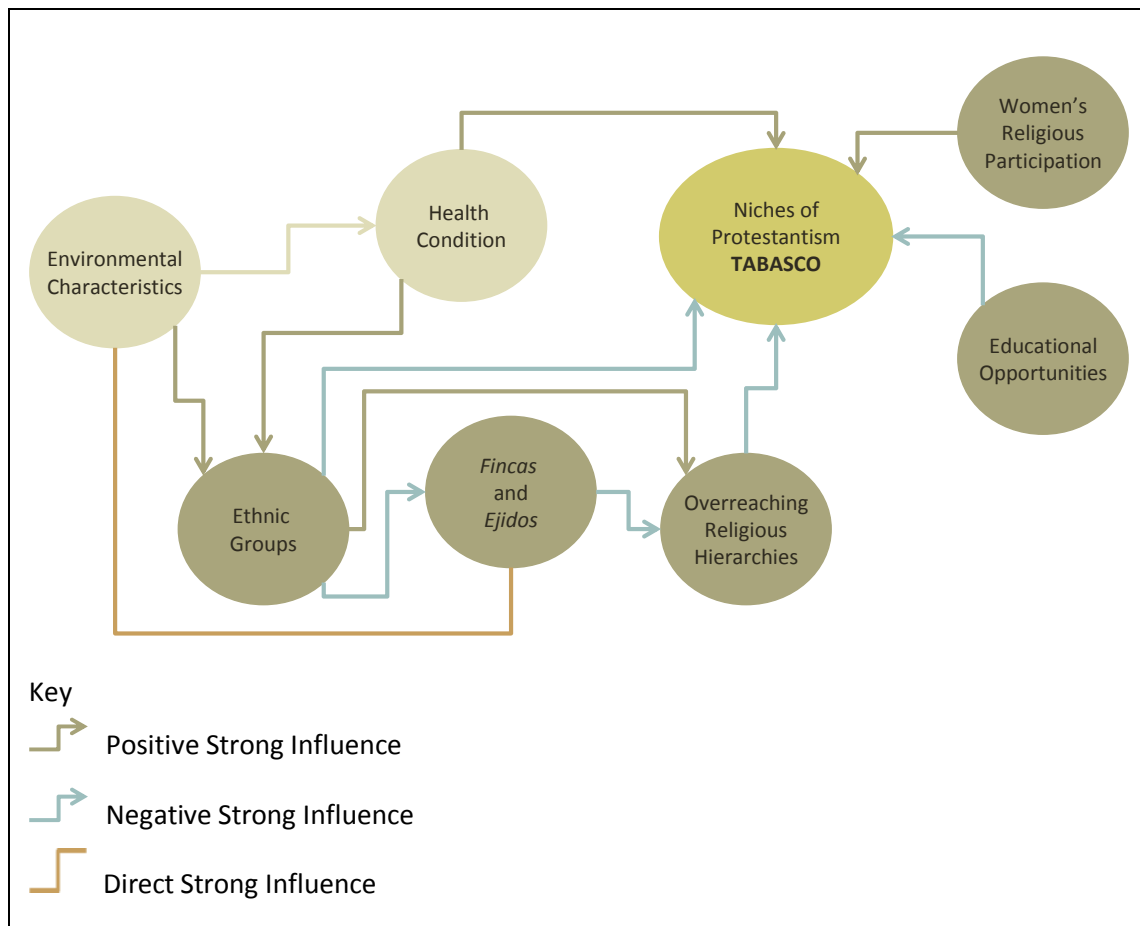 Women's
Religious
Participation
Health
Condition
Niches of
Protestantism
TABASCO
Environmental
Characteristics
Educational
Opportunities
Fincas
and
Ejidos
Ethnic
Groups
Overreaching
Religious
Hierarchies
Key
Positive Strong Influence
Negative Strong Influence
Direct Strong Influence